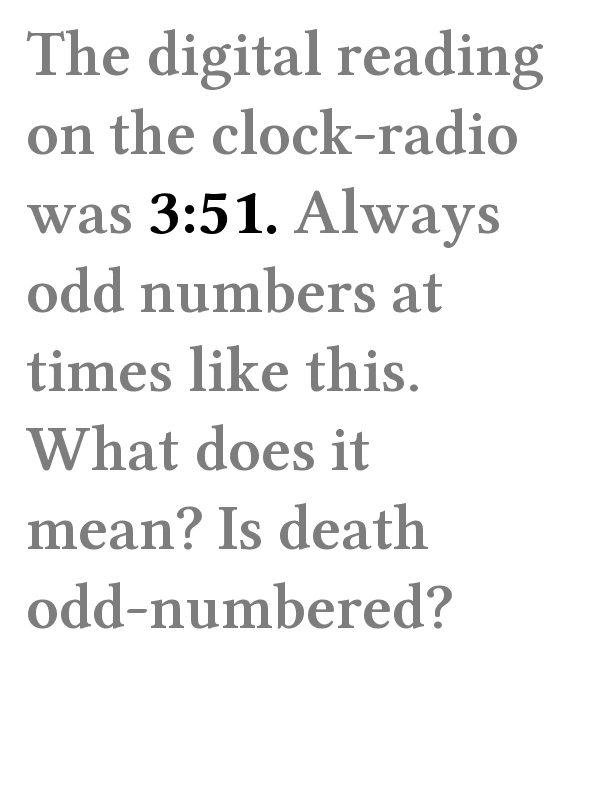 The digital reading
on the clock-radio
was 3:51. Always
odd numbers at
times like this.
What does it
mean? Is death
odd-numbered?